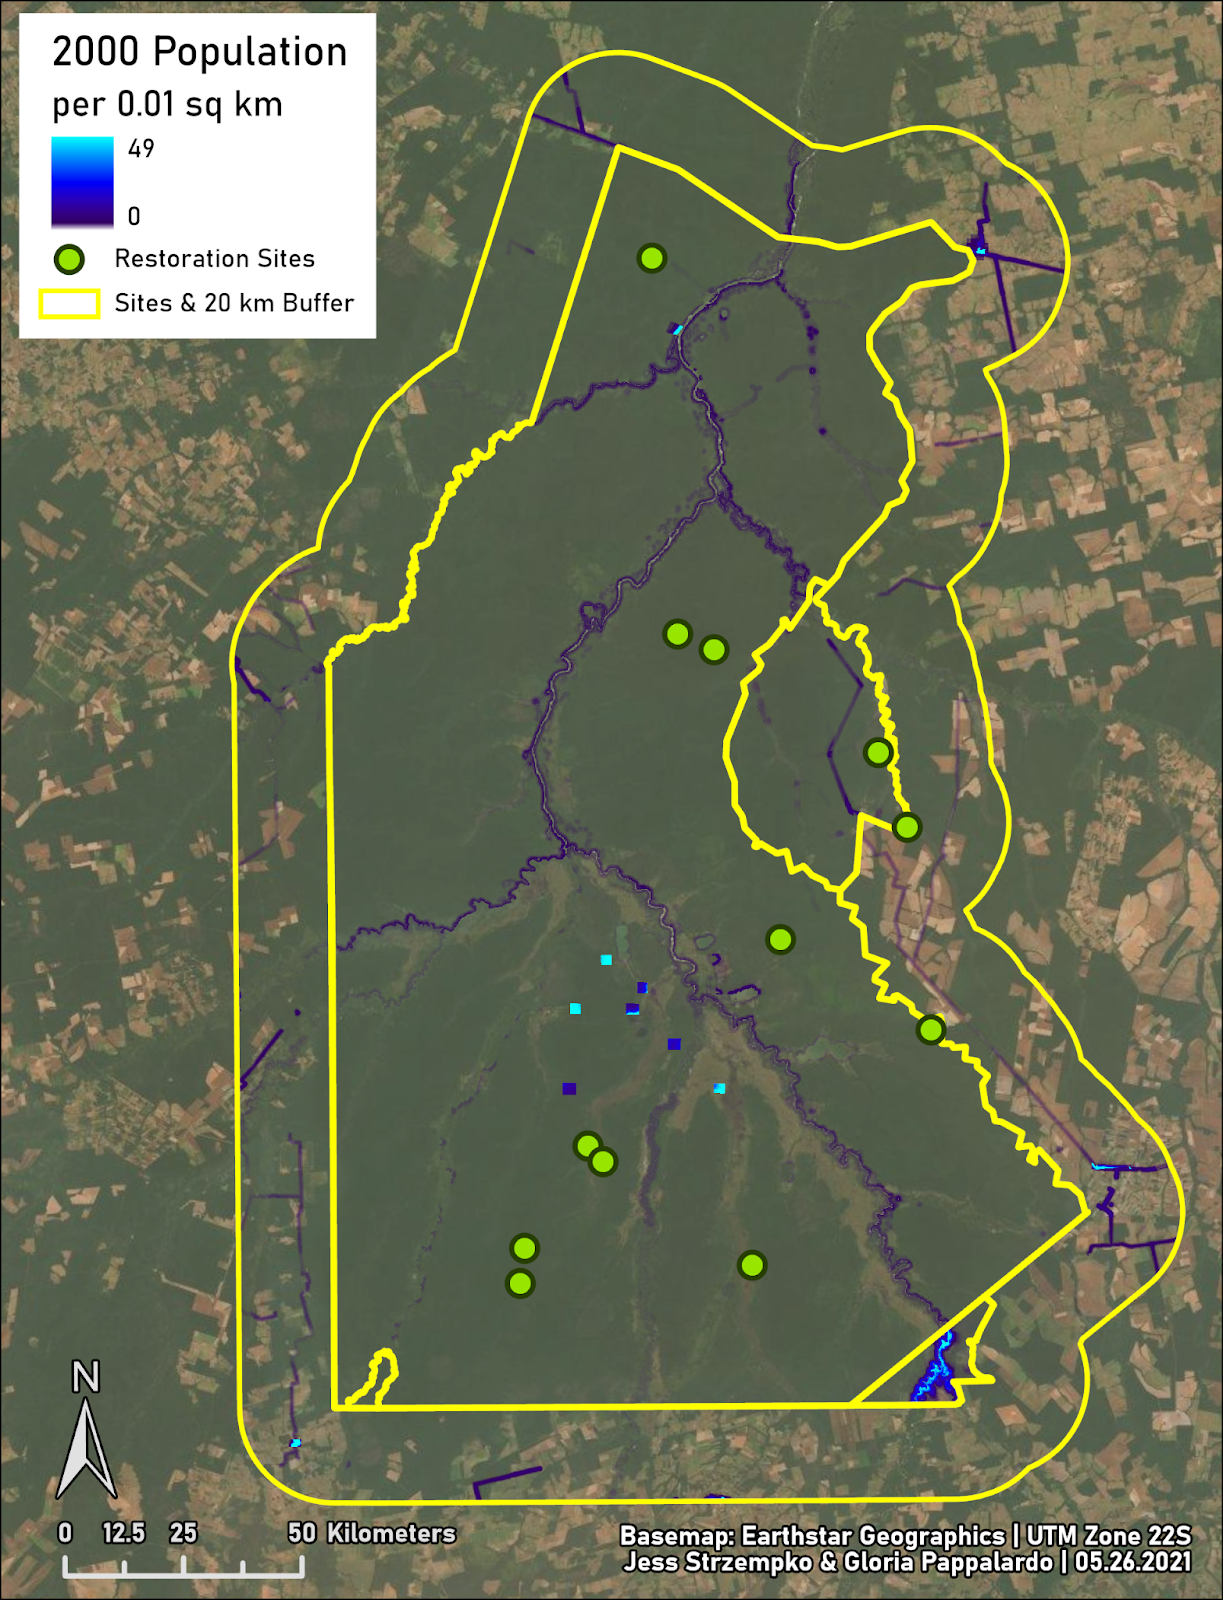 2000 Population
per 0.01 sq km
49
0
Restoration Sites
Sites & 20 km Buffer
N
0 12.5 25 50 Kilometers
Basemap: Earthstar Geographics | UTM Zone 22S
Jess Strzempko & Gloria Pappalardo | 05.26.2021